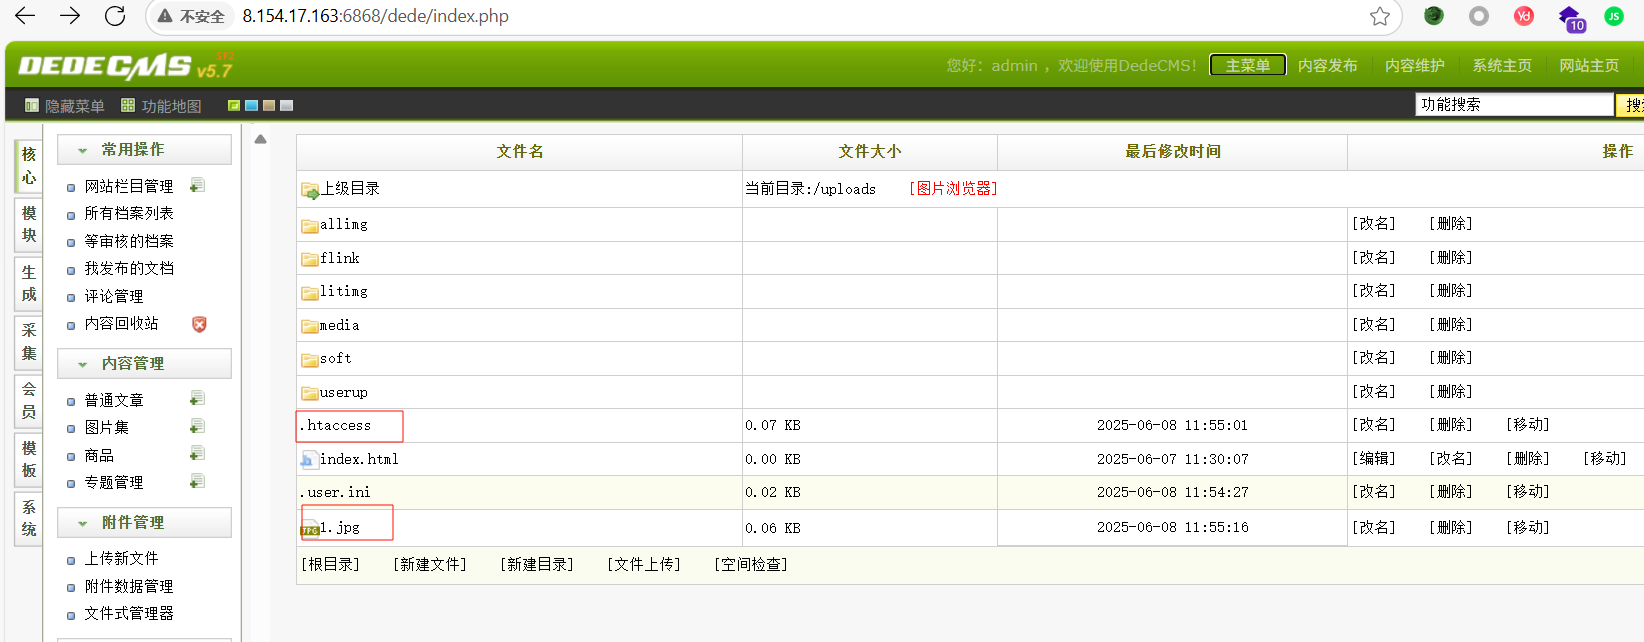 不安全 8.154.17.163:6868/dede/index.php
Yd
10
JS
DEDECMS v5.7 SP2
您好：admin ，欢迎使用DedeCMS！ 主菜单 内容发布 内容维护 系统主页 网站主页
隐藏菜单 功能地图 功能搜索
核心
模块
生成
采集
会员
模板
系统
常用操作
网站栏目管理
所有档案列表
等审核的档案
我发布的文档
评论管理
内容回收站
内容管理
普通文章
图片集
商品
专题管理
附件管理
上传新文件
附件数据管理
文件式管理器
文件名 文件大小 最后修改时间 操作
上级目录 当前目录:/uploads [图片浏览器]
allimg [改名] [删除]
flink [改名] [删除]
litimg [改名] [删除]
media [改名] [删除]
soft [改名] [删除]
userup [改名] [删除]
.htaccess 0.07 KB 2025-06-08 11:55:01 [改名] [删除] [移动]
index.html 0.00 KB 2025-06-07 11:30:07 [编辑] [改名] [删除] [移动]
.user.ini 0.02 KB 2025-06-08 11:54:27 [改名] [删除] [移动]
1.jpg 0.06 KB 2025-06-08 11:55:16 [改名] [删除] [移动]
[根目录] [新建文件] [新建目录] [文件上传] [空间检查]